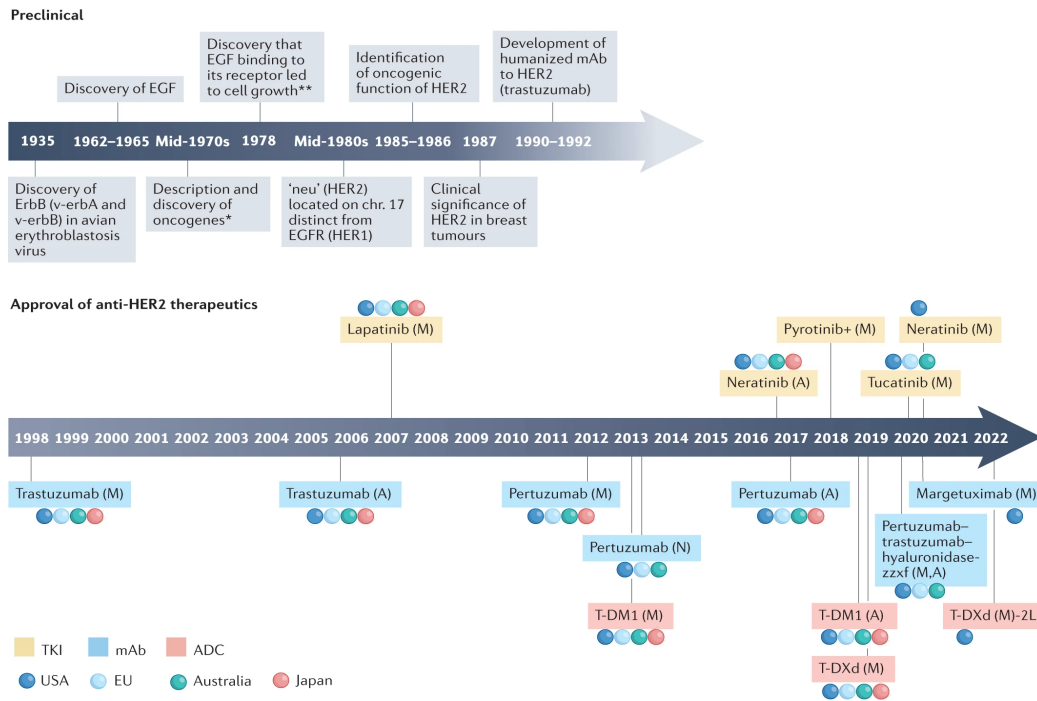 Preclinical
Discovery of EGF
Discovery that
EGF binding to
its receptor led
to cell growth**
Identification
of oncogenic
function of HER2
Development of
humanized mAb
to HER2
(trastuzumab)
1935 1962–1965 Mid-1970s 1978 Mid-1980s 1985–1986 1987 1990–1992
Discovery of
ErbB (v-erbA and
v-erbB) in avian
erythroblastosis
virus
Description and
discovery of
oncogenes*
‘neu’ (HER2)
located on chr. 17
distinct from
EGFR (HER1)
Clinical
significance of
HER2 in breast
tumours
Approval of anti-HER2 therapeutics
Lapatinib (M)
Pyrotinib+ (M)
Neratinib (M)
Neratinib (A)
Tucatinib (M)
1998 1999 2000 2001 2002 2003 2004 2005 2006 2007 2008 2009 2010 2011 2012 2013 2014 2015 2016 2017 2018 2019 2020 2021 2022
Trastuzumab (M)
Trastuzumab (A)
Pertuzumab (M)
Pertuzumab (A)
Margetuximab (M)
Pertuzumab (N)
Pertuzumab–
trastuzumab–
hyaluronidase-
zzxf (M,A)
T-DM1 (M)
T-DM1 (A)
T-DXd (M)-2L
T-DXd (M)
TKI mAb ADC
USA EU Australia Japan